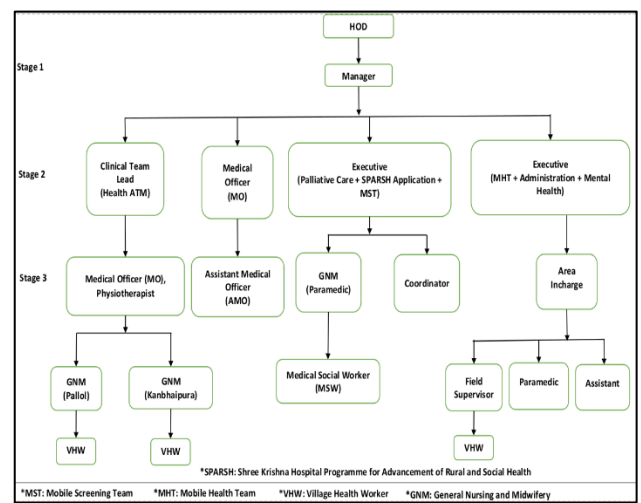 HOD
Stage 1
Manager
Stage 2
Clinical Team
Lead
(Health ATM)
Medical
Officer
(MO)
Executive
(Palliative Care + SPARSH Application +
MST)
Executive
(MHT + Administration + Mental
Health)
Stage 3
Medical Officer (MO),
Physiotherapist
Assistant Medical
Officer
(AMO)
GNM
(Paramedic)
Coordinator
Area
Incharge
GNM
(Pallol)
GNM
(Kanbhaipura)
Medical Social Worker
(MSW)
Field
Supervisor
Paramedic
Assistant
VHW
VHW
VHW
*SPARSH: Shree Krishna Hospital Programme for Advancement of Rural and Social Health
*MST: Mobile Screening Team *MHT: Mobile Health Team *VHW: Village Health Worker *GNM: General Nursing and Midwifery